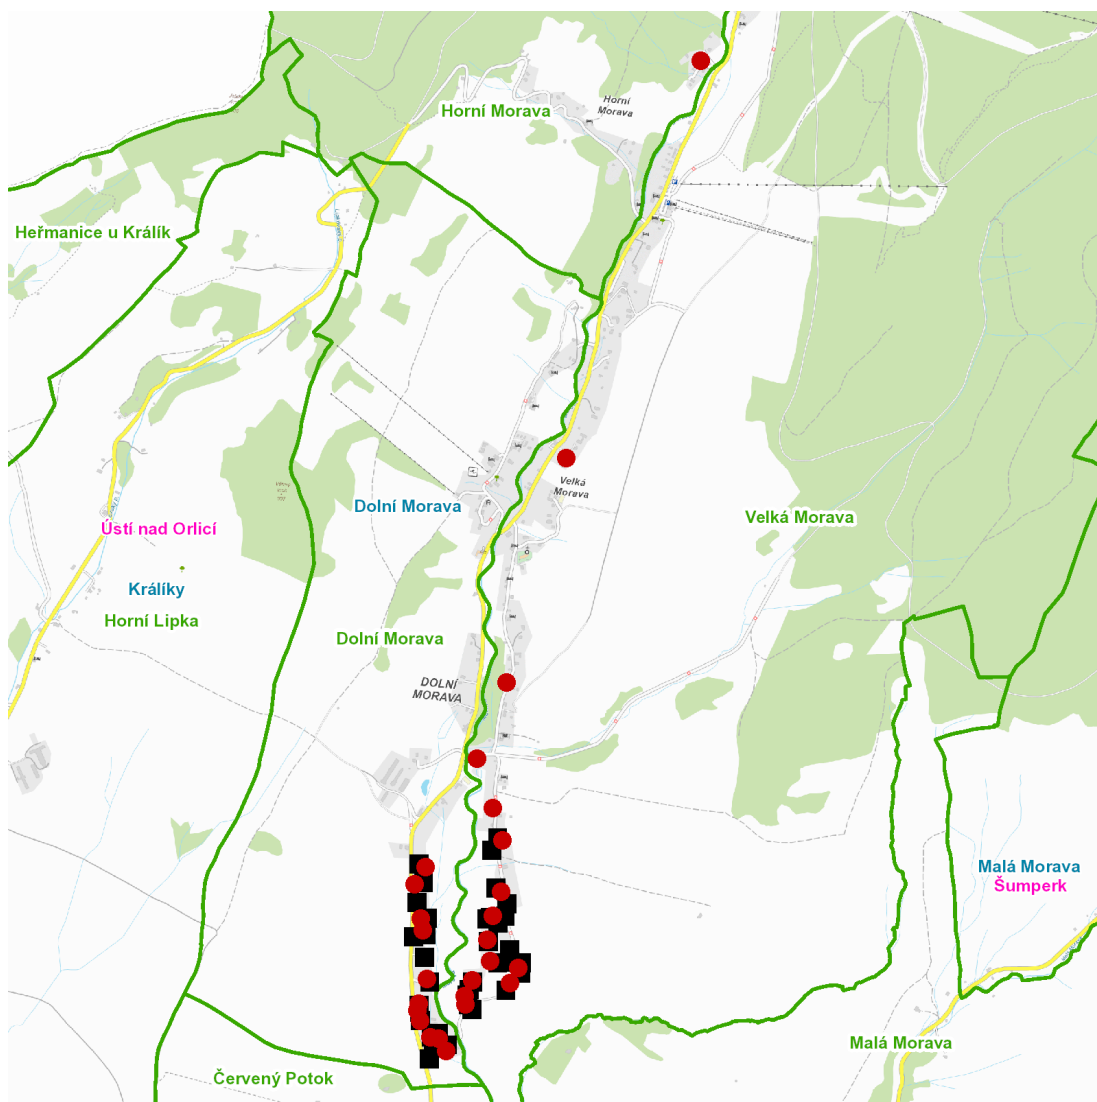 Horní
Morava
Horní Morava
Heřmanice u Králík
Velká
Morava
Dolní Morava
Velká Morava
Ústí nad Orlicí
Králíky
Horní Lipka
Dolní Morava
DOLNÍ
MORAVA
Malá Morava
Šumperk
Malá Morava
Červený Potok